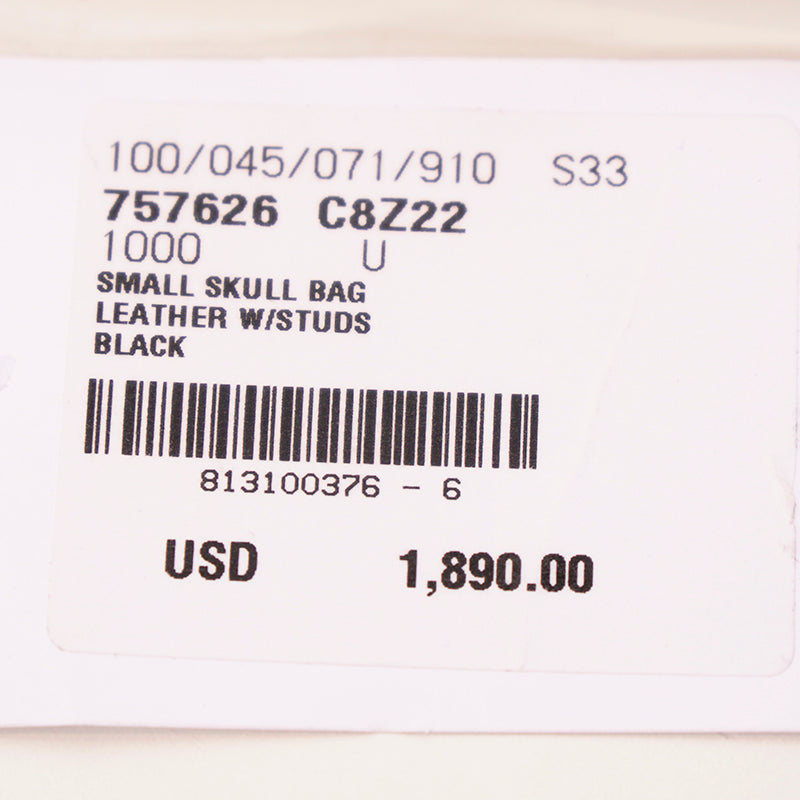 100/045/071/910 S33
757626 C8Z22
1000 U
SMALL SKULL BAG
LEATHER W/STUDS
BLACK
813100376 - 6
USD 1,890.00